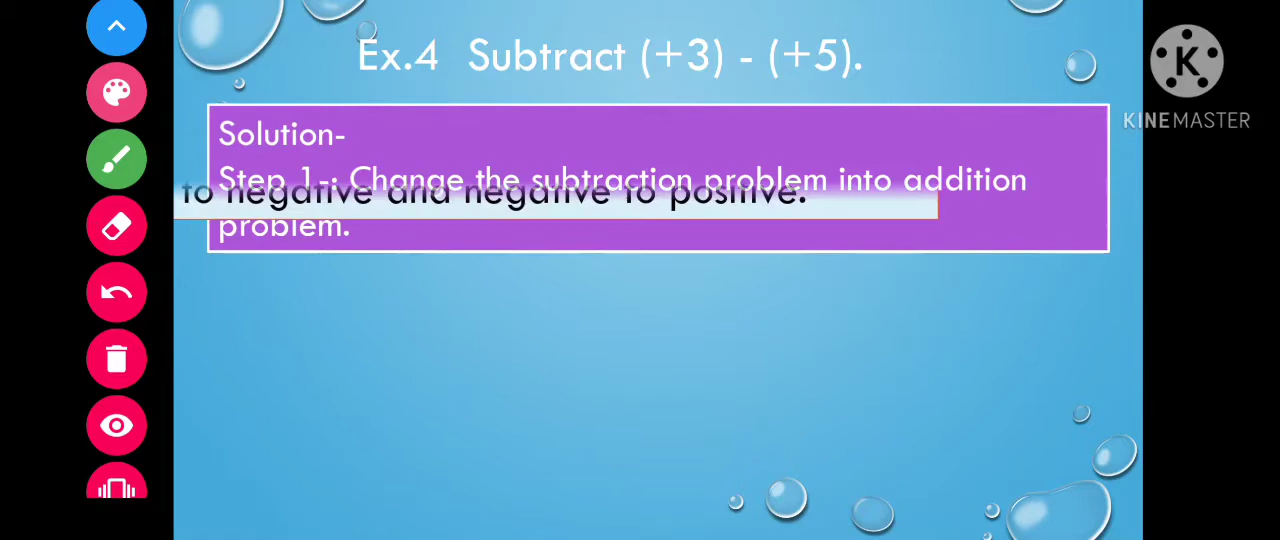 Ex.4 Subtract (+3) - (+5).
Solution-
Step 1-: Change the subtraction problem into addition
to negative and negative to positive.
problem.
K
KINEMASTER